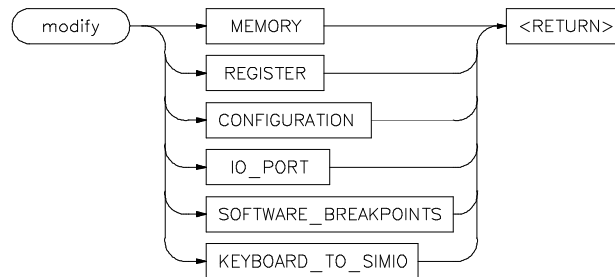 modify
MEMORY
<RETURN>
REGISTER
CONFIGURATION
IO_PORT
SOFTWARE_BREAKPOINTS
KEYBOARD_TO_SIMIO